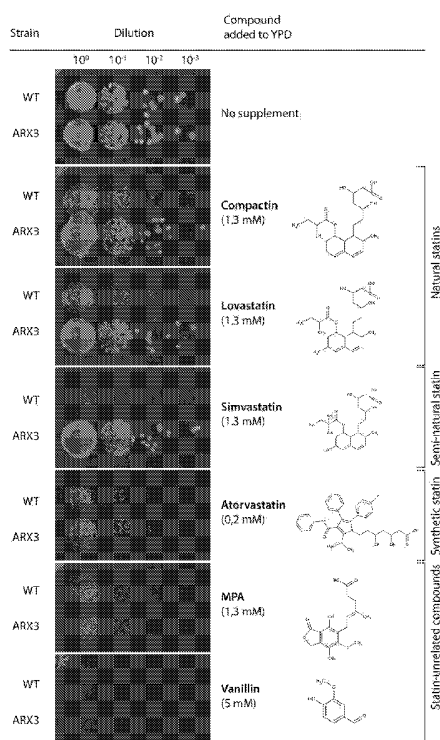 Strain
Dilution
Compound
added to YPD
10⁰ 10⁻¹ 10⁻² 10⁻³
WT
ARX3
No supplement
WT
ARX3
Compactin
(1,3 mM)
WT
ARX3
Lovastatin
(1,3 mM)
Natural statins
WT
ARX3
Simvastatin
(1,3 mM)
Semi-natural statin
WT
ARX3
Atorvastatin
(0,2 mM)
Synthetic statin
WT
ARX3
MPA
(1,3 mM)
WT
ARX3
Vanillin
(5 mM)
Statin-unrelated compounds